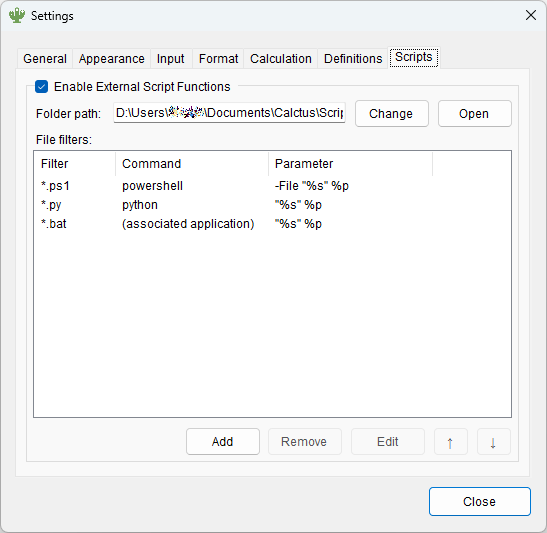 Settings
General Appearance Input Format Calculation Definitions Scripts
Enable External Script Functions
Folder path: D:\Users\ \Documents\Calctus\Scrip Change Open
File filters:
Filter Command Parameter
*.ps1 powershell -File "%s" %p
*.py python "%s" %p
*.bat (associated application) "%s" %p
Add Remove Edit ↑ ↓
Close